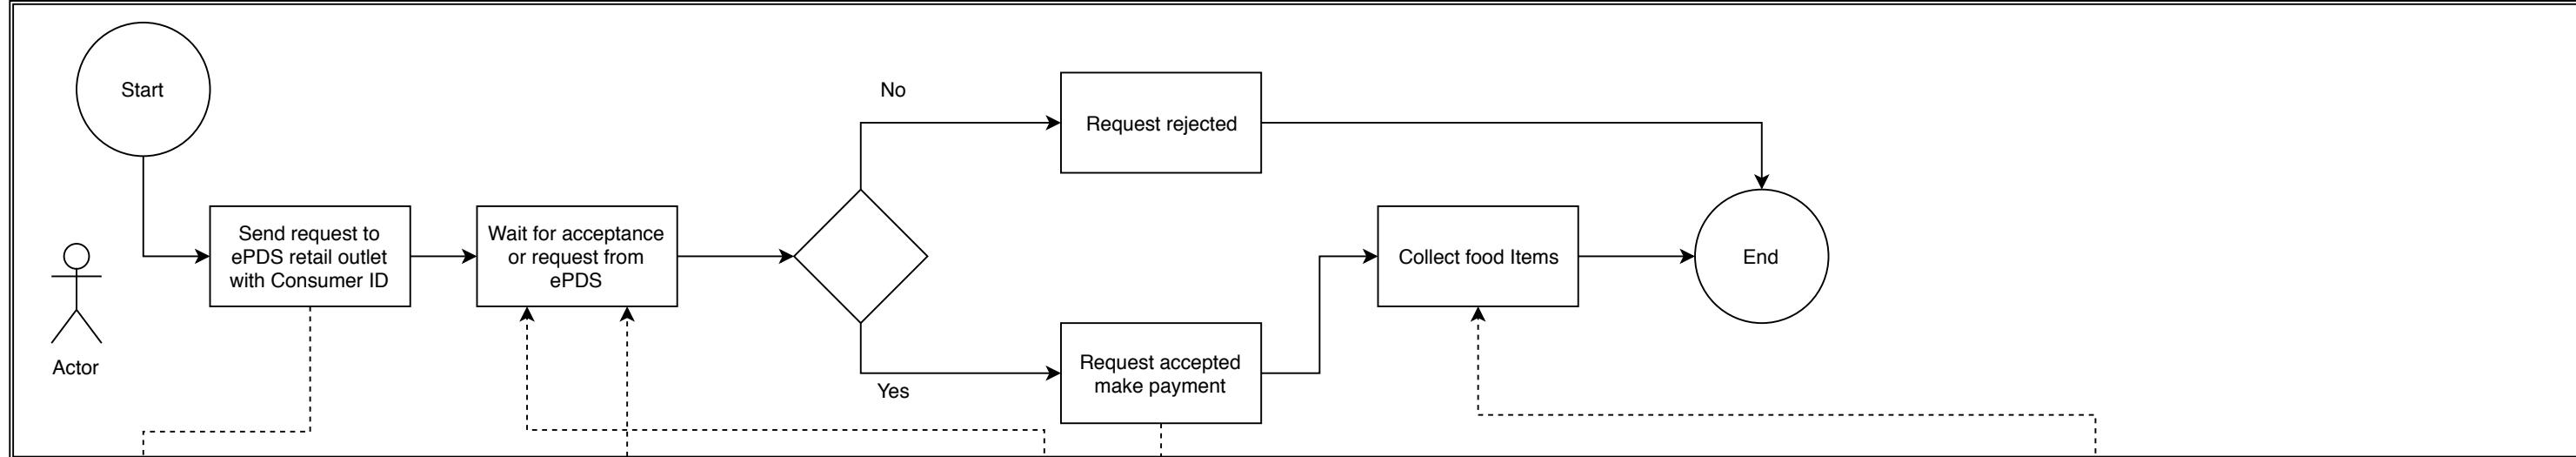 Start
Actor
Send request to
ePDS retail outlet
with Consumer ID
Wait for acceptance
or request from
ePDS
No
Yes
Request rejected
Request accepted
make payment
Collect food Items
End